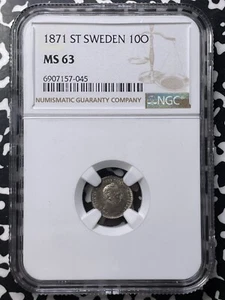 1871 ST SWEDEN 10O
MS 63
6907157-045
NUMISMATIC GUARANTY COMPANY
NGC